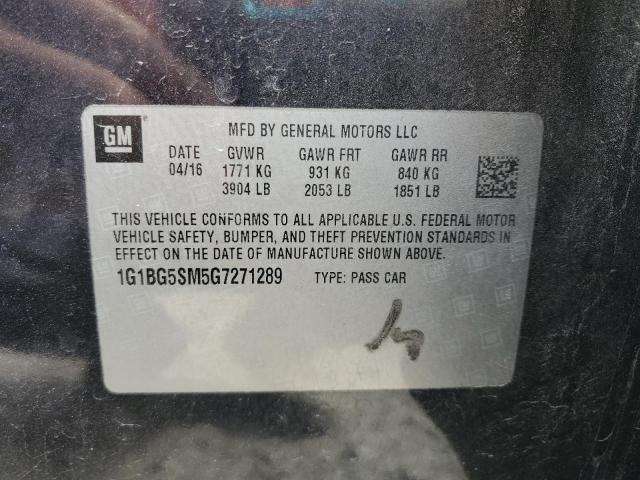 GM
MFD BY GENERAL MOTORS LLC
DATE GVWR GAWR FRT GAWR RR
04/16 1771 KG 931 KG 840 KG
3904 LB 2053 LB 1851 LB
THIS VEHICLE CONFORMS TO ALL APPLICABLE U.S. FEDERAL MOTOR
VEHICLE SAFETY, BUMPER, AND THEFT PREVENTION STANDARDS IN
EFFECT ON THE DATE OF MANUFACTURE SHOWN ABOVE.
1G1BG5SM5G7271289 TYPE: PASS CAR